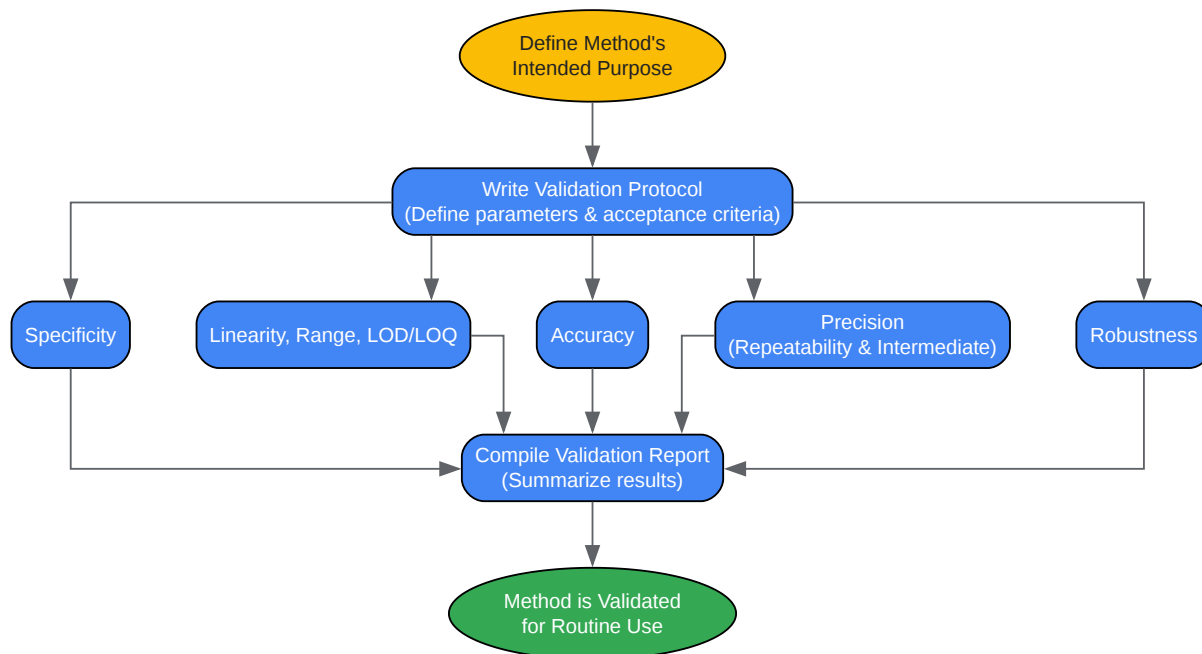 Define Method's
Intended Purpose
Write Validation Protocol
(Define parameters & acceptance criteria)
Specificity
Linearity, Range, LOD/LOQ
Accuracy
Precision
(Repeatability & Intermediate)
Robustness
Compile Validation Report
(Summarize results)
Method is Validated
for Routine Use